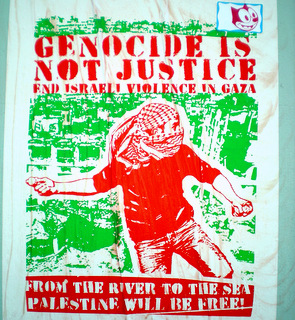 GENOCIDE IS
NOT JUSTICE
END ISRAELI VIOLENCE IN GAZA
FROM THE RIVER TO THE SEA
PALESTINE WILL BE FREE!